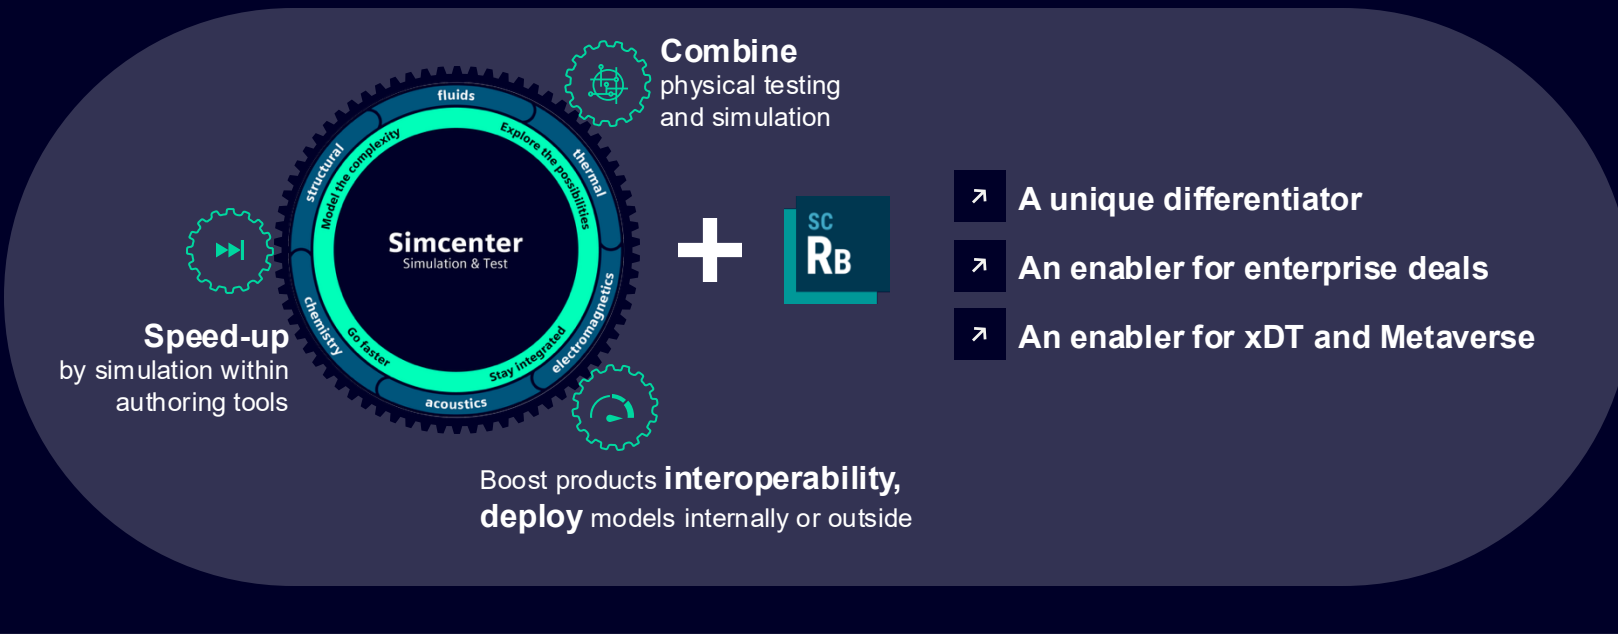 Combine
physical testing
and simulation
fluids
thermal
electromagnetics
acoustics
chemistry
structural
Model the complexity
Explore the possibilities
Stay integrated
Go faster
Simcenter
Simulation & Test
Speed-up
by simulation within
authoring tools
Boost products interoperability,
deploy models internally or outside
SC
RB
A unique differentiator
An enabler for enterprise deals
An enabler for xDT and Metaverse